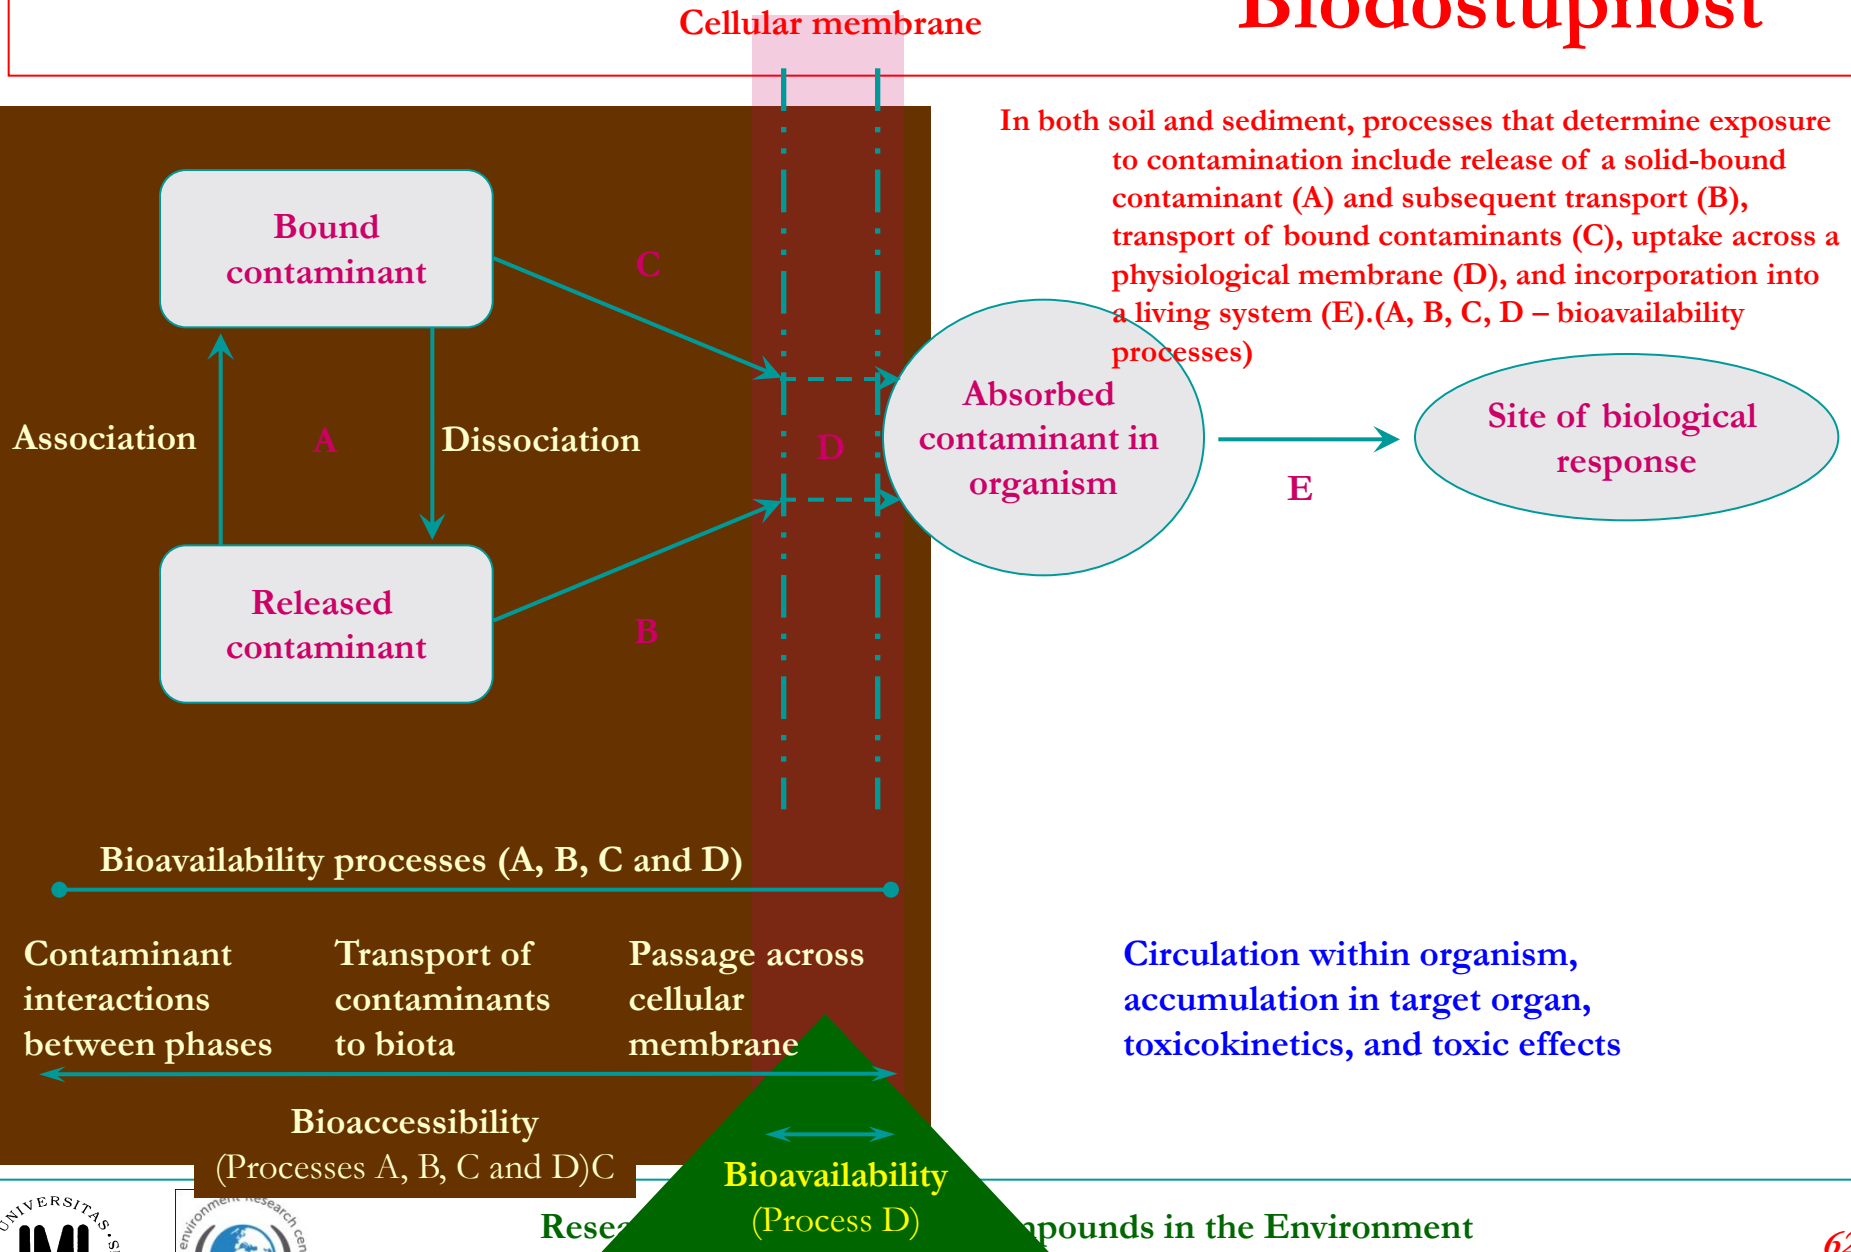 Biodostupnost
Cellular membrane
In both soil and sediment, processes that determine exposure
to contamination include release of a solid-bound
contaminant (A) and subsequent transport (B),
transport of bound contaminants (C), uptake across a
physiological membrane (D), and incorporation into
a living system (E).(A, B, C, D – bioavailability
processes)
Bound
contaminant
C
Association
A
Dissociation
D
Absorbed
contaminant in
organism
E
Site of biological
response
Released
contaminant
B
Bioavailability processes (A, B, C and D)
Contaminant
interactions
between phases
Transport of
contaminants
to biota
Passage across
cellular
membrane
Circulation within organism,
accumulation in target organ,
toxicokinetics, and toxic effects
Bioaccessibility
(Processes A, B, C and D)C
Bioavailability
(Process D)
UNIVERSITAS
pounds in the Environment